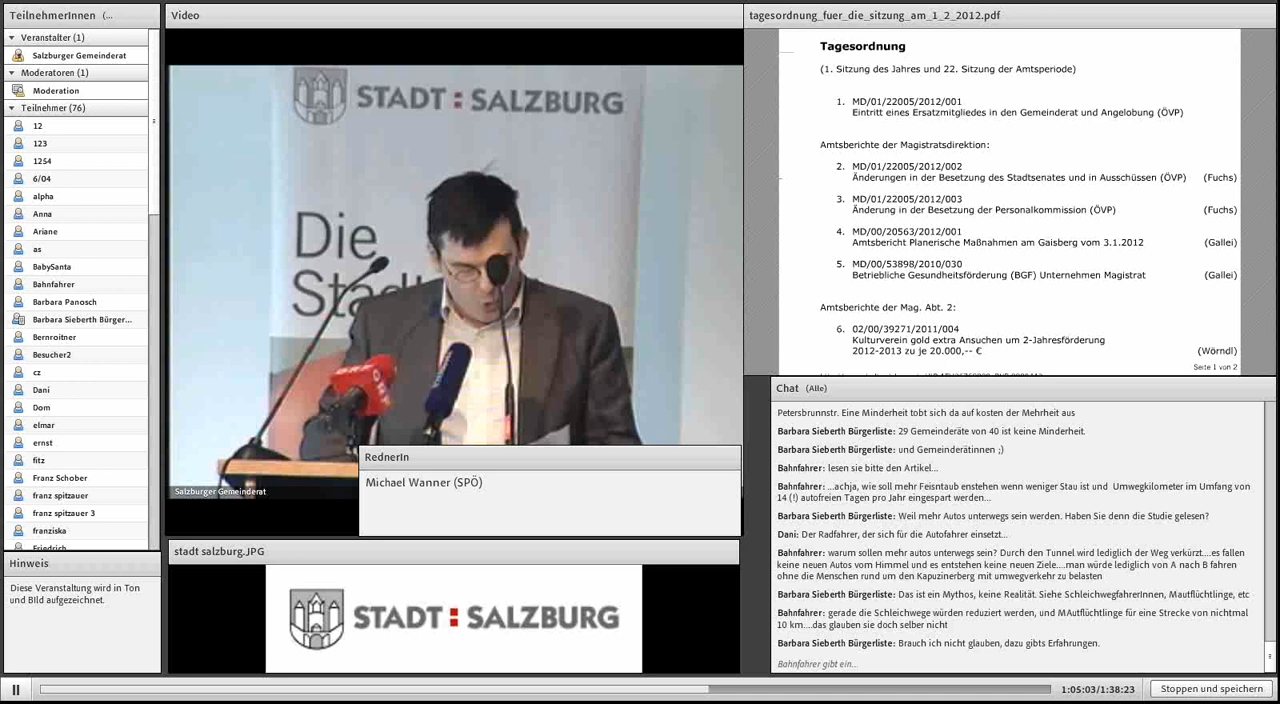 TeilnehmerInnen (...
Veranstalter (1)
Salzburger Gemeinderat
Moderatoren (1)
Moderation
Teilnehmer (76)
12
123
1254
6/04
alpha
Anna
Ariane
as
BabySanta
Bahnfahrer
Barbara Panosch
Barbara Sieberth Bürger...
Bernroitner
Besucher2
cz
Dani
Dom
elmar
ernst
fitz
Franz Schober
franz spitzauer
franz spitzauer 3
franziska
Friedrich
Hinweis
Diese Veranstaltung wird in Ton
und BIld aufgezeichnet.
Video
STADT : SALZBURG
Die
Stadt
Salzburger Gemeinderat
RednerIn
Michael Wanner (SPÖ)
stadt salzburg.JPG
STADT : SALZBURG
tagesordnung_fuer_die_sitzung_am_1_2_2012.pdf
Tagesordnung
(1. Sitzung des Jahres und 22. Sitzung der Amtsperiode)
1. MD/01/22005/2012/001
Eintritt eines Ersatzmitgliedes in den Gemeinderat und Angelobung (ÖVP)
Amtsberichte der Magistratsdirektion:
2. MD/01/22005/2012/002
Änderungen in der Besetzung des Stadtsenates und in Ausschüssen (ÖVP) (Fuchs)
3. MD/01/22005/2012/003
Änderung in der Besetzung der Personalkommission (ÖVP) (Fuchs)
4. MD/00/20563/2012/001
Amtsbericht Planerische Maßnahmen am Gaisberg vom 3.1.2012 (Gallei)
5. MD/00/53898/2010/030
Betriebliche Gesundheitsförderung (BGF) Unternehmen Magistrat (Gallei)
Amtsberichte der Mag. Abt. 2:
6. 02/00/39271/2011/004
Kulturverein gold extra Ansuchen um 2-Jahresförderung
2012-2013 zu je 20.000,-- € (Wörndl)
Seite 1 von 2
Chat (Alle)
Petersbrunnstr. Eine Minderheit tobt sich da auf kosten der Mehrheit aus
Barbara Sieberth Bürgerliste: 29 Gemeinderäte von 40 ist keine Minderheit.
Barbara Sieberth Bürgerliste: und Gemeinderätinnen ;)
Bahnfahrer: lesen sie bitte den Artikel...
Bahnfahrer: ...achja, wie soll mehr Feisntaub enstehen wenn weniger Stau ist und Umwegkilometer im Umfang von
14 (!) autofreien Tagen pro Jahr eingespart werden...
Barbara Sieberth Bürgerliste: Weil mehr Autos unterwegs sein werden. Haben Sie denn die Studie gelesen?
Dani: Der Radfahrer, der sich für die Autofahrer einsetzt...
Bahnfahrer: warum sollen mehr autos unterwegs sein? Durch den Tunnel wird lediglich der Weg verkürzt....es fallen
keine neuen Autos vom Himmel und es entstehen keine neuen Ziele....man würde lediglich von A nach B fahren
ohne die Menschen rund um den Kapuzinerberg mit umwegverkehr zu belasten
Barbara Sieberth Bürgerliste: Das ist ein Mythos, keine Realität. Siehe SchleichwegfahrerInnen, Mautflüchtlinge, etc
Bahnfahrer: gerade die Schleichwege würden reduziert werden, und MAutflüchtlinge für eine Strecke von nichtmal
10 km....das glauben sie doch selber nicht
Barbara Sieberth Bürgerliste: Brauch ich nicht glauben, dazu gibts Erfahrungen.
Bahnfahrer gibt ein...
1:05:03/1:38:23
Stoppen und speichern